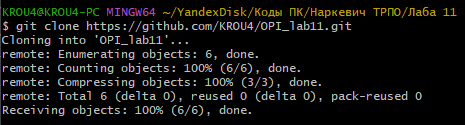 KROU4@KROU4-PC MINGW64 ~/YandexDisk/Коды ПК/Наркевич ТРПО/Лаба 11
$ git clone https://github.com/KROU4/OPI_lab11.git
Cloning into 'OPI_lab11'...
remote: Enumerating objects: 6, done.
remote: Counting objects: 100% (6/6), done.
remote: Compressing objects: 100% (3/3), done.
remote: Total 6 (delta 0), reused 0 (delta 0), pack-reused 0
Receiving objects: 100% (6/6), done.